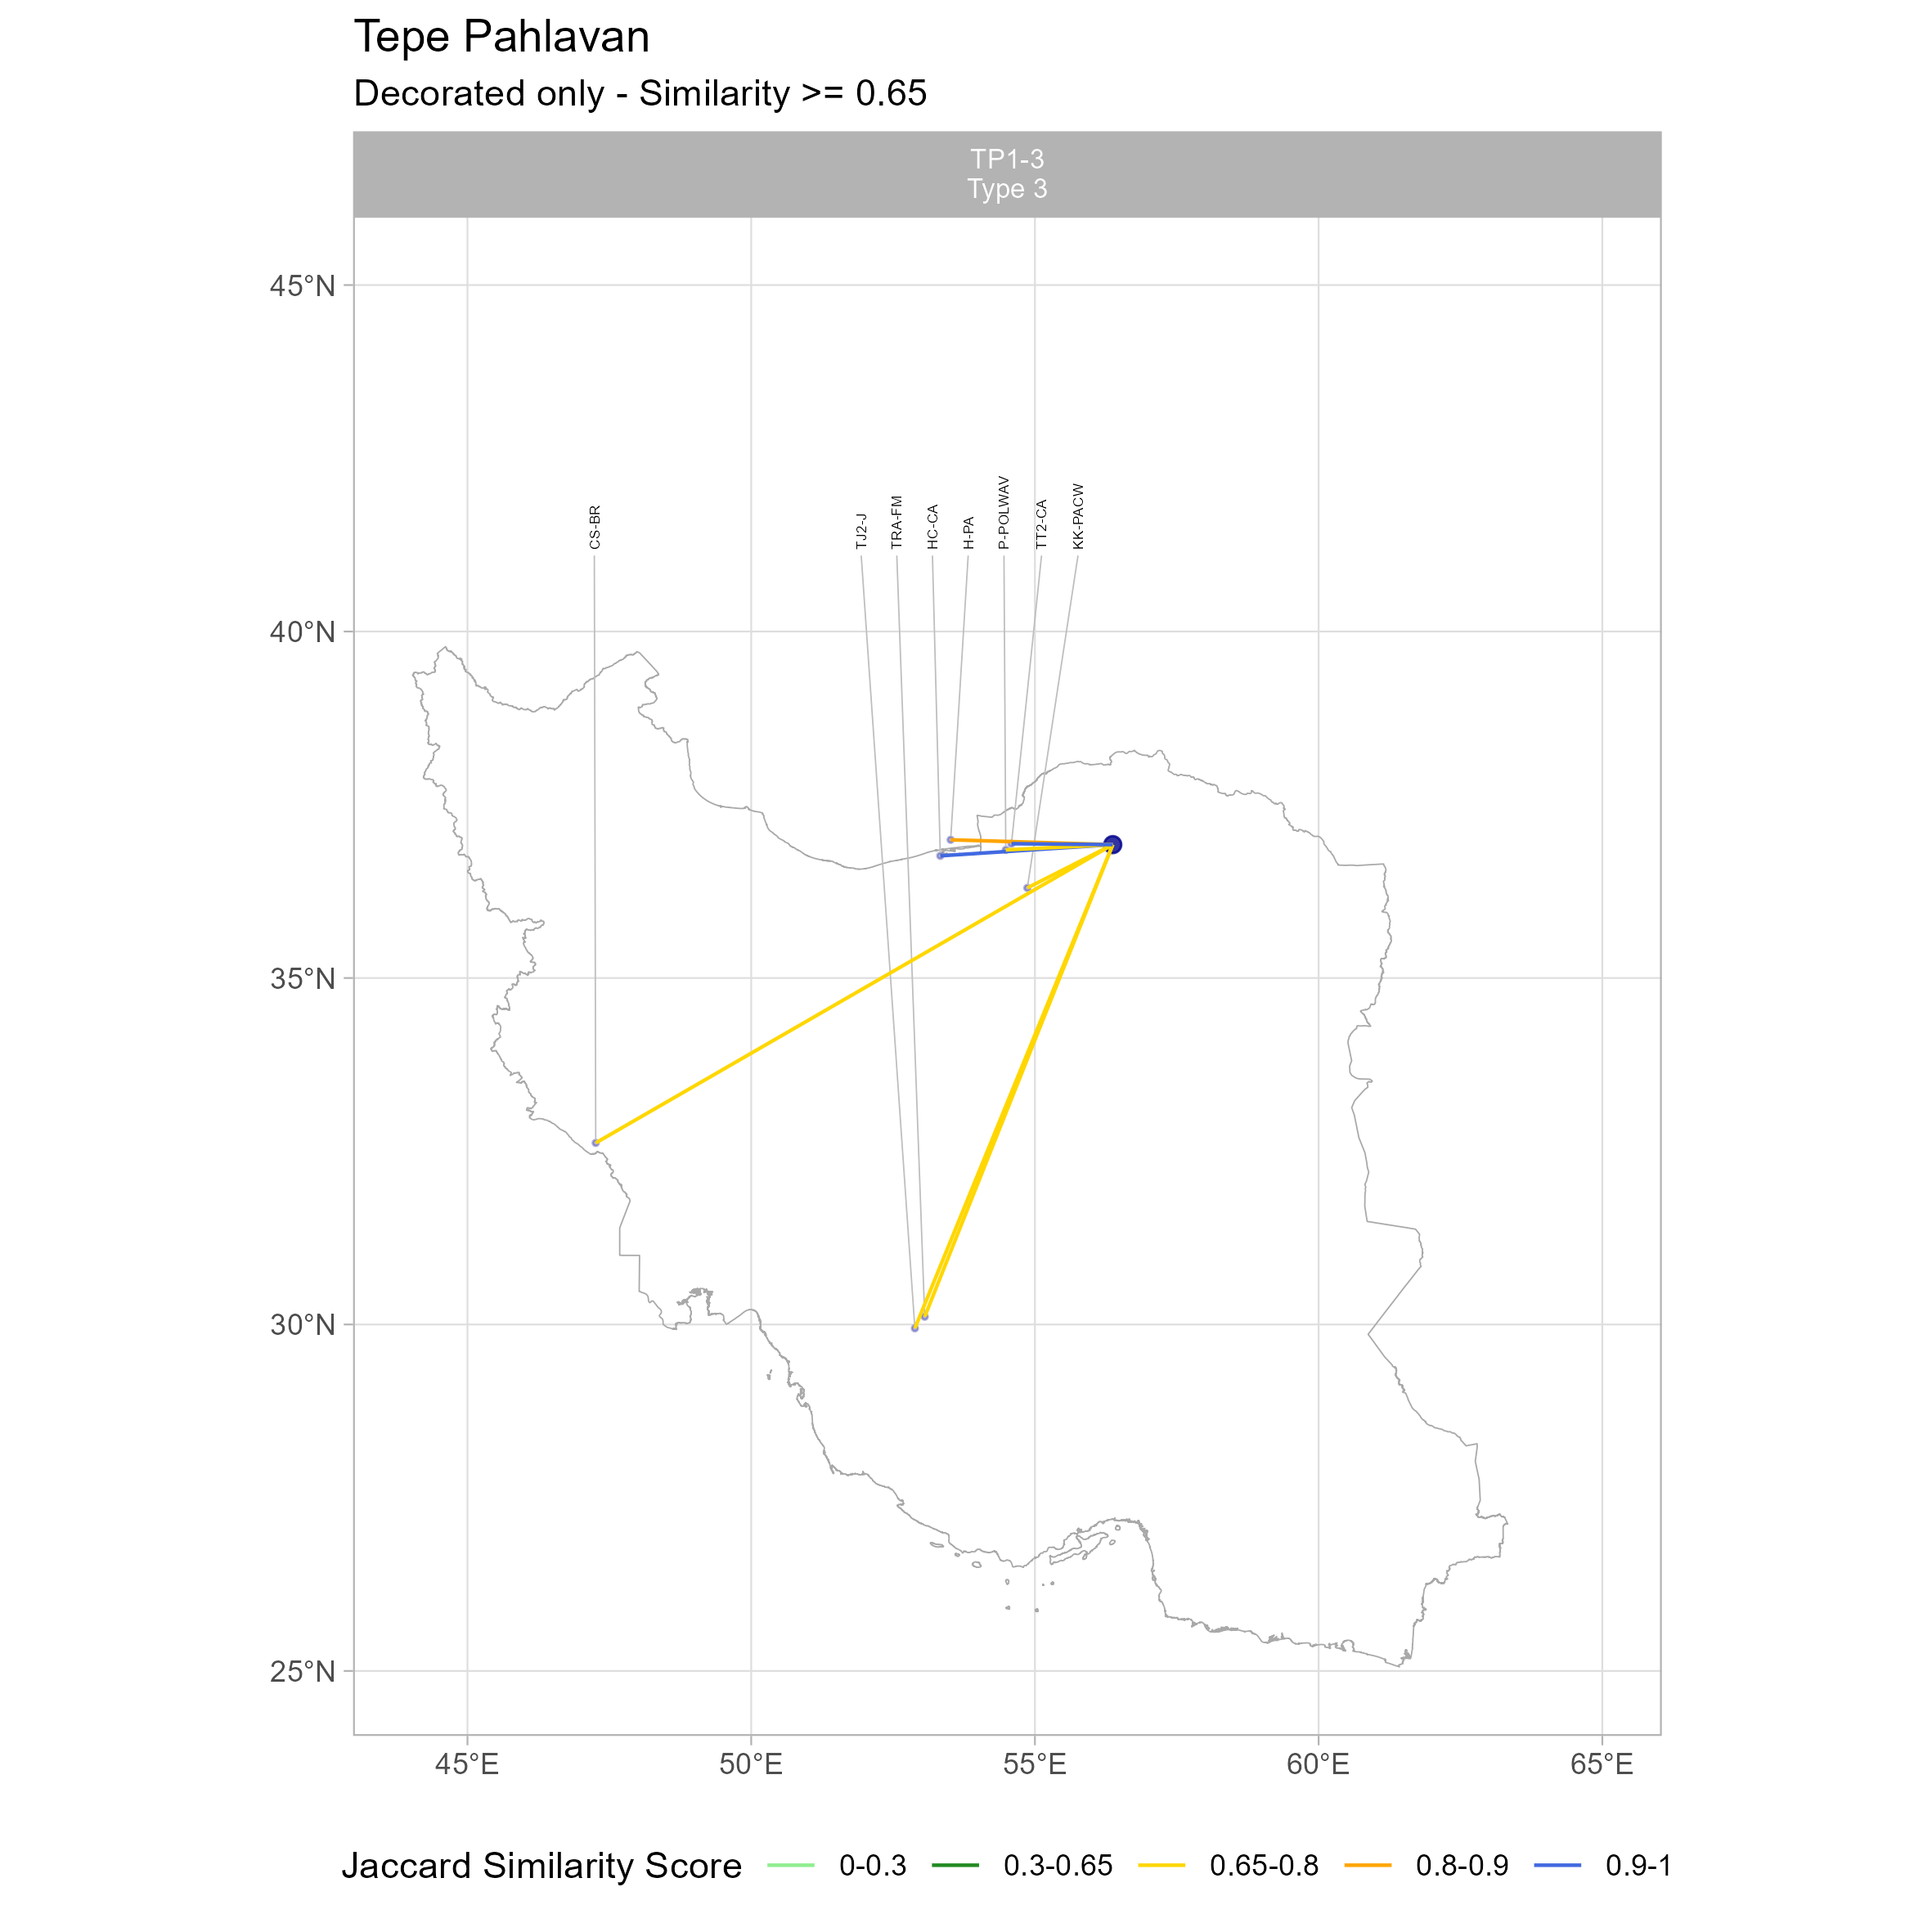 Tepe Pahlavan
Decorated only - Similarity >= 0.65
TP1-3
Type 3
45°N
40°N
35°N
30°N
25°N
CS-BR
TJ2-J
TRA-FM
HC-CA
H-PA
P-POLWAV
TT2-CA
KK-PACW
45°E 50°E 55°E 60°E 65°E
Jaccard Similarity Score 0-0.3 0.3-0.65 0.65-0.8 0.8-0.9 0.9-1